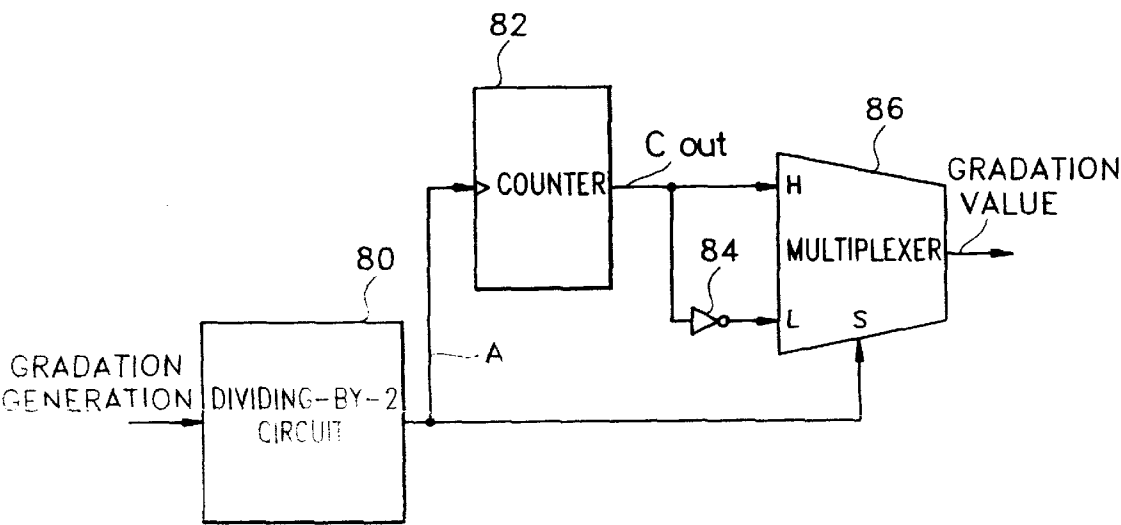 82
C out
86
GRADATION
VALUE
COUNTER
H
MULTIPLEXER
84
L
S
80
A
GRADATION
GENERATION
DIVIDING-BY-2
CIRCUIT